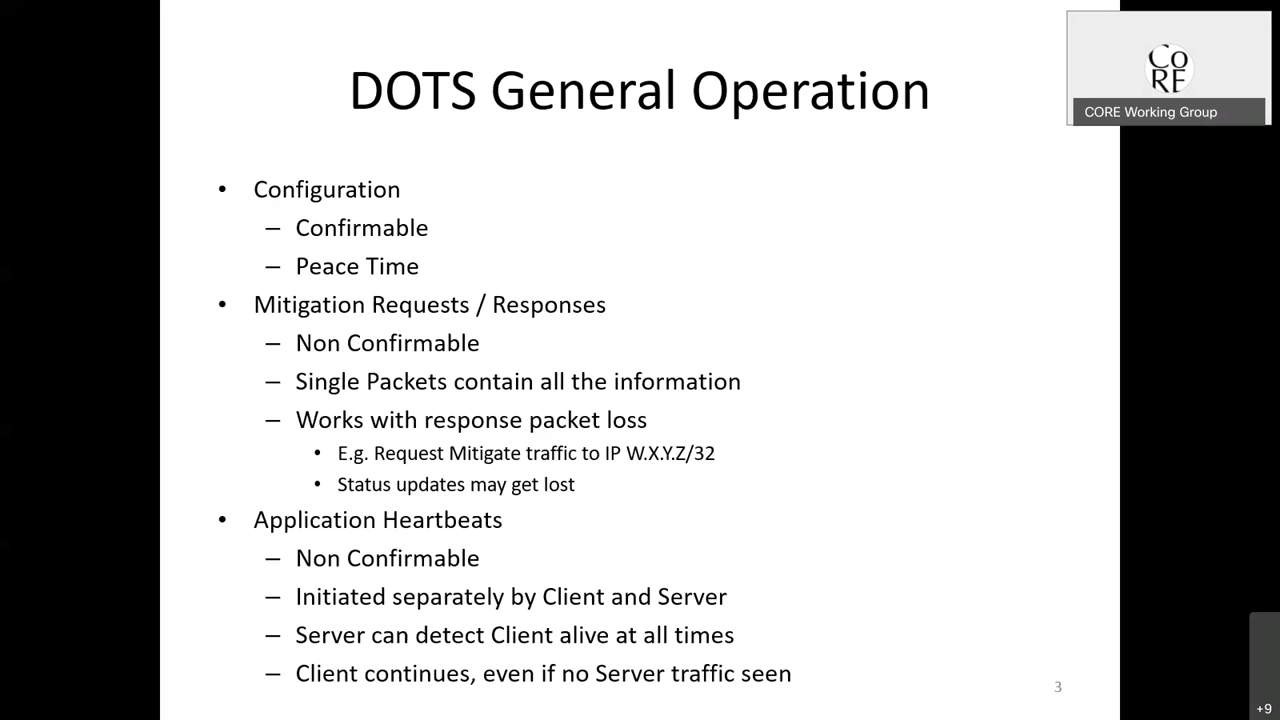 DOTS General Operation
Co
RE
CORE Working Group
• Configuration
– Confirmable
– Peace Time
• Mitigation Requests / Responses
– Non Confirmable
– Single Packets contain all the information
– Works with response packet loss
• E.g. Request Mitigate traffic to IP W.X.Y.Z/32
• Status updates may get lost
• Application Heartbeats
– Non Confirmable
– Initiated separately by Client and Server
– Server can detect Client alive at all times
– Client continues, even if no Server traffic seen
3
+9